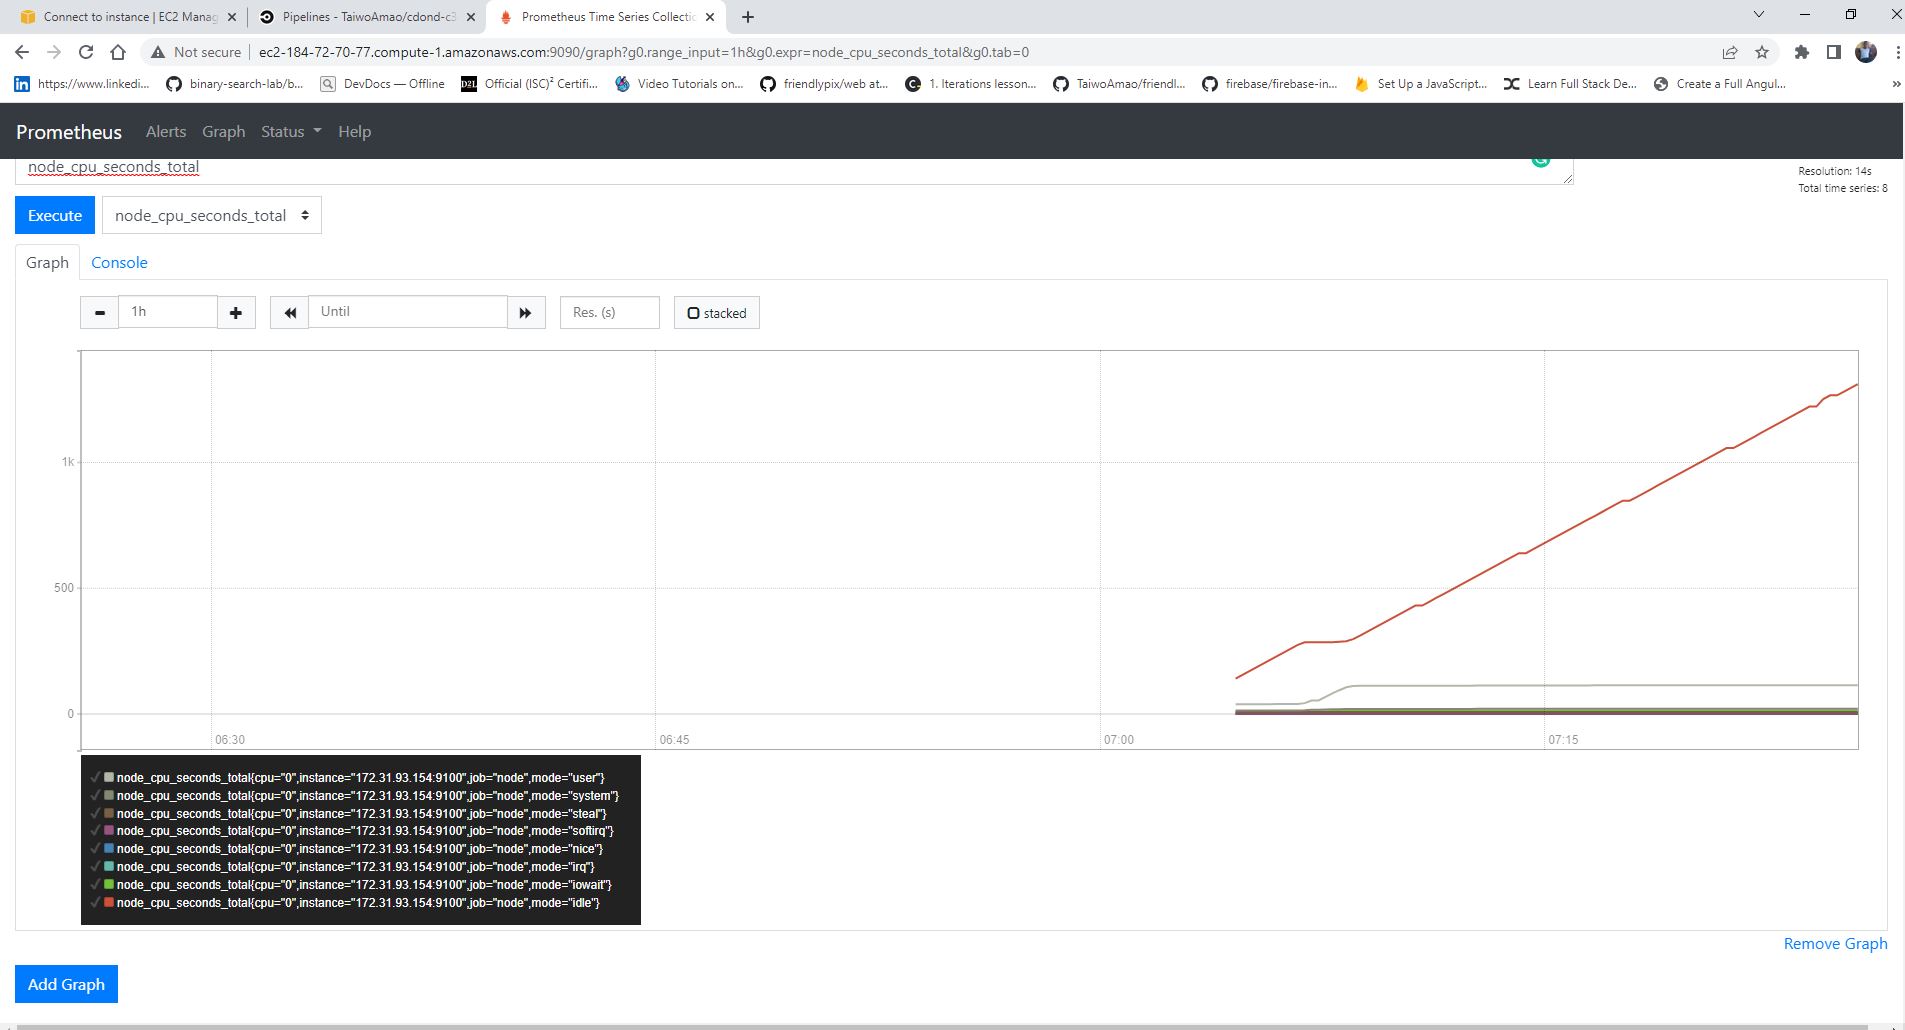 Connect to instance | EC2 Manag
Pipelines - TaiwoAmao/cdond-c3
Prometheus Time Series Collectio
Not secure
ec2-184-72-70-77.compute-1.amazonaws.com:9090/graph?g0.range_input=1h&g0.expr=node_cpu_seconds_total&g0.tab=0
https://www.linkedi...
binary-search-lab/b...
DevDocs — Offline
Official (ISC)² Certifi...
Video Tutorials on...
friendlypix/web at...
1. Iterations lesson...
TaiwoAmao/friendl...
firebase/firebase-in...
Set Up a JavaScript...
Learn Full Stack De...
Create a Full Angul...
»
Prometheus Alerts Graph Status Help
node_cpu_seconds_total
Resolution: 14s
Total time series: 8
Execute
node_cpu_seconds_total
Graph
Console
1h
Until
Res. (s)
stacked
1k
500
0
06:30
06:45
07:00
07:15
node_cpu_seconds_total{cpu="0",instance="172.31.93.154:9100",job="node",mode="user"}
node_cpu_seconds_total{cpu="0",instance="172.31.93.154:9100",job="node",mode="system"}
node_cpu_seconds_total{cpu="0",instance="172.31.93.154:9100",job="node",mode="steal"}
node_cpu_seconds_total{cpu="0",instance="172.31.93.154:9100",job="node",mode="softirq"}
node_cpu_seconds_total{cpu="0",instance="172.31.93.154:9100",job="node",mode="nice"}
node_cpu_seconds_total{cpu="0",instance="172.31.93.154:9100",job="node",mode="irq"}
node_cpu_seconds_total{cpu="0",instance="172.31.93.154:9100",job="node",mode="iowait"}
node_cpu_seconds_total{cpu="0",instance="172.31.93.154:9100",job="node",mode="idle"}
Remove Graph
Add Graph